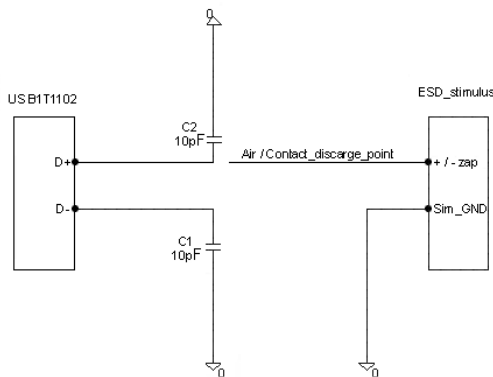 0
USB1T1102
ESD_stimulus
C2
10pF
D+
Air / Contact_discarge_point
+ / - zap
D-
Sim_GND
C1
10pF
0
0